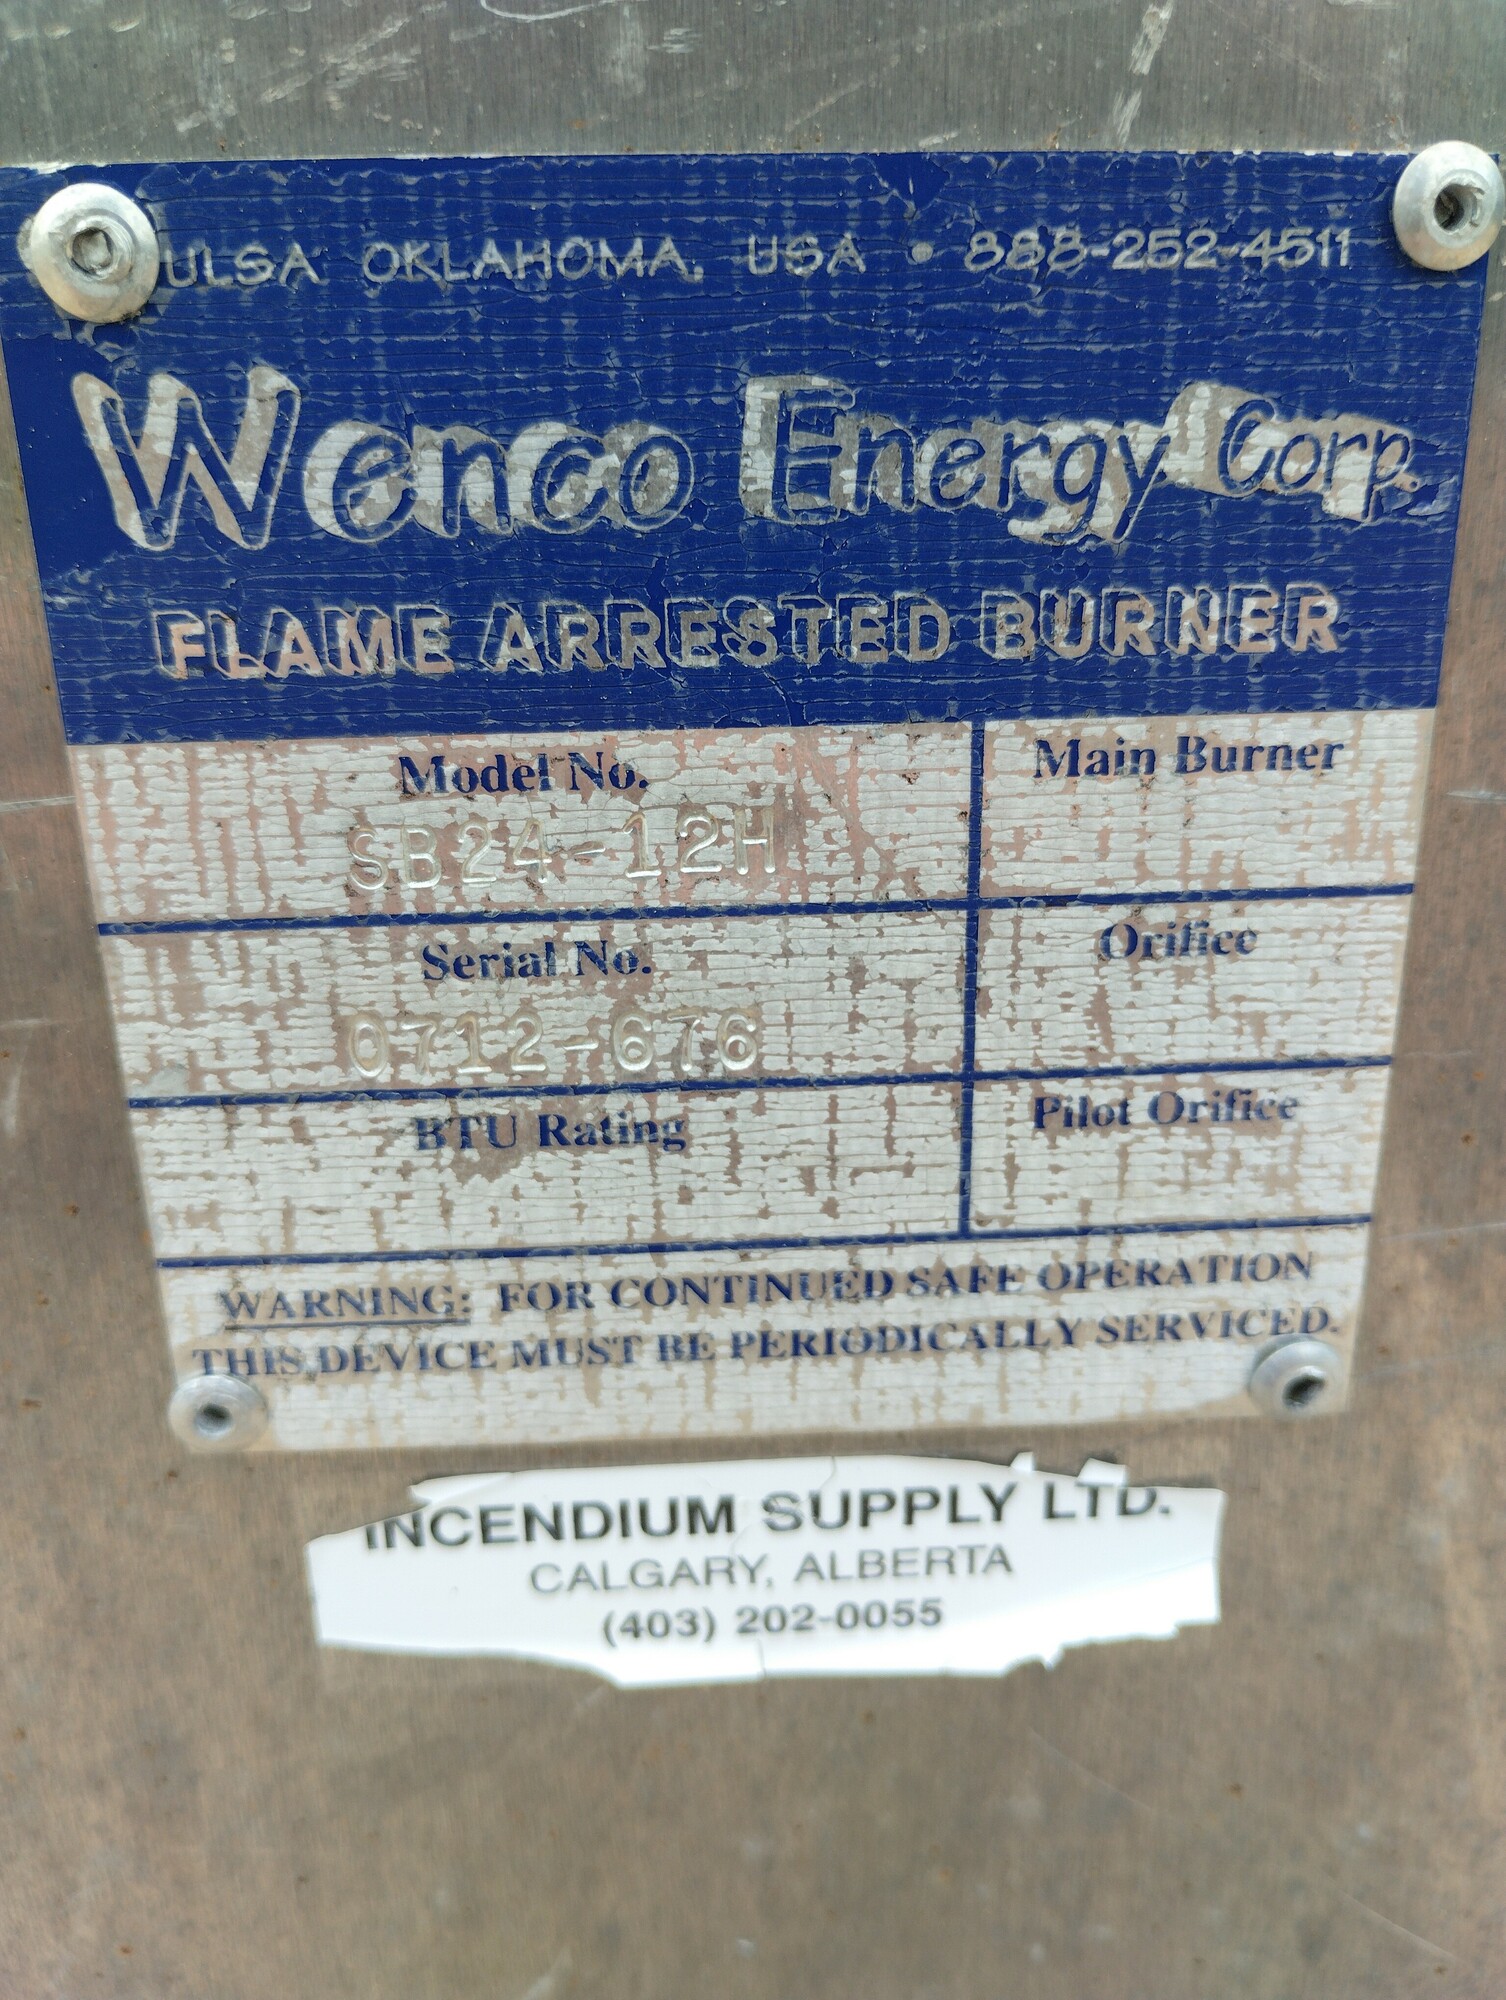 ULSA OKLAHOMA, USA • 888-252-4511
Wenco Energy Corp.
FLAME ARRESTED BURNER
Model No.
SB24-12H
Main Burner
Serial No.
0712-676
Orifice
BTU Rating
Pilot Orifice
WARNING: FOR CONTINUED SAFE OPERATION
THIS DEVICE MUST BE PERIODICALLY SERVICED.
INCENDIUM SUPPLY LTD.
CALGARY, ALBERTA
(403) 202-0055